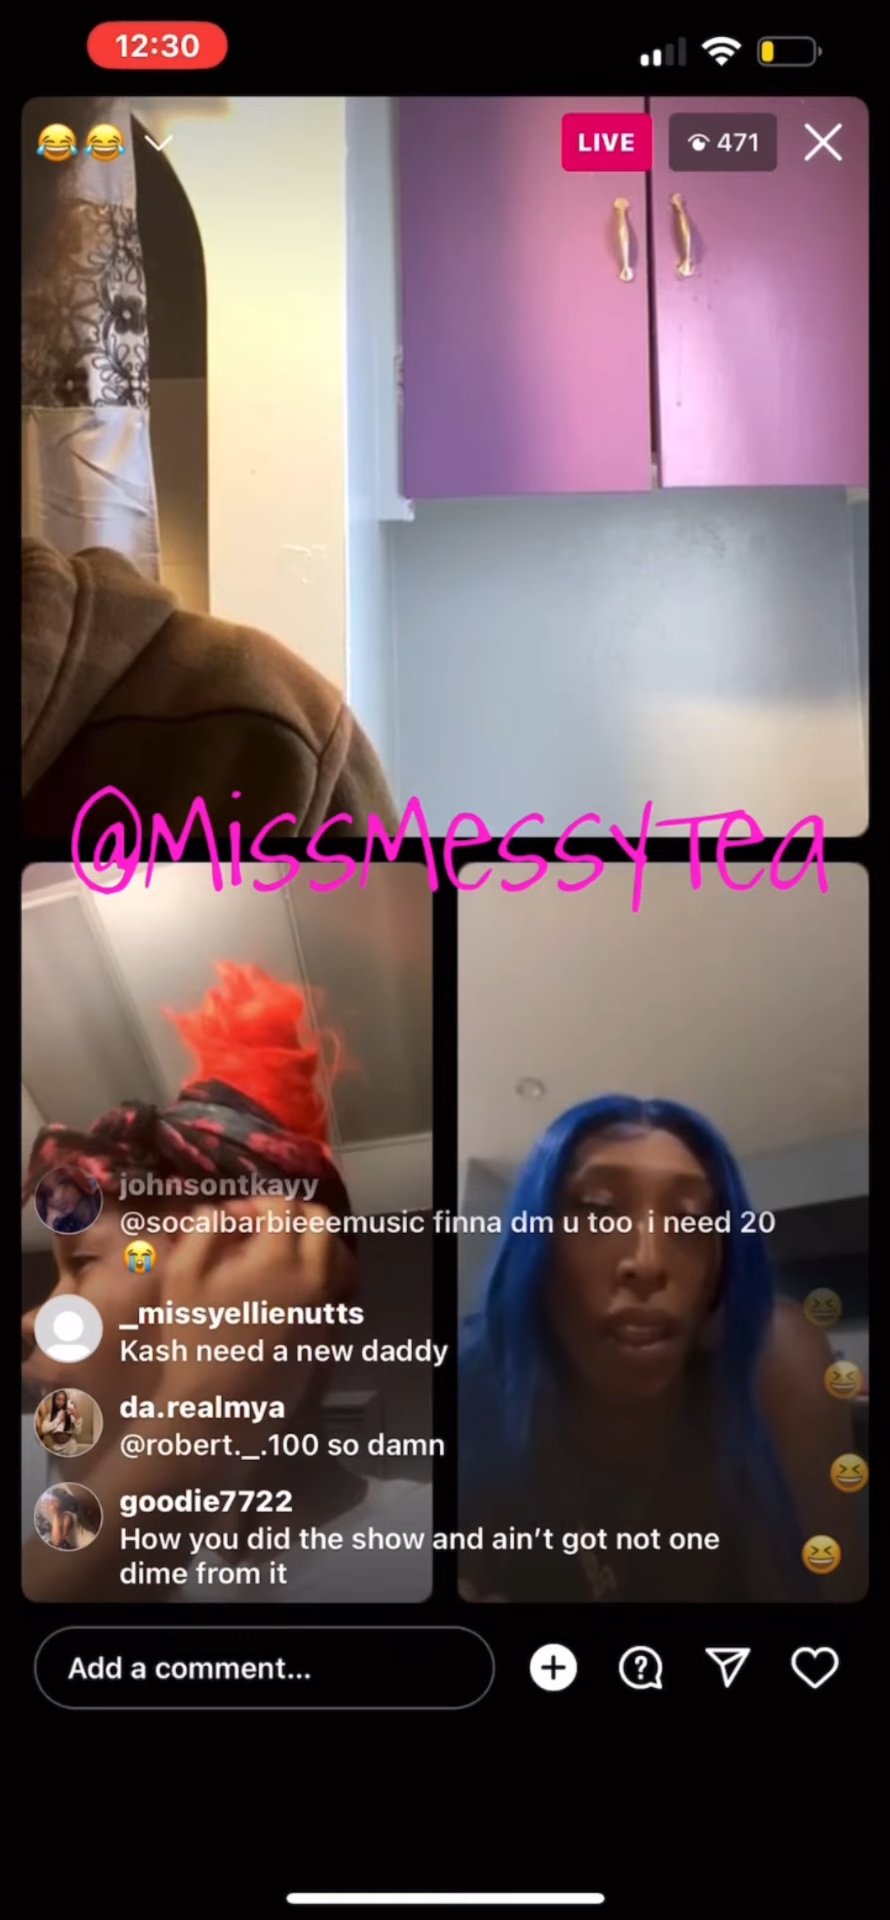 12:30
😂😂
LIVE
471
@MissMessyTea
johnsontkayy
@socalbarbieeemusic finna dm u too i need 20
😭
_missyellienutts
Kash need a new daddy
da.realmya
@robert._.100 so damn
goodie7722
How you did the show and ain't got not one
dime from it
Add a comment...